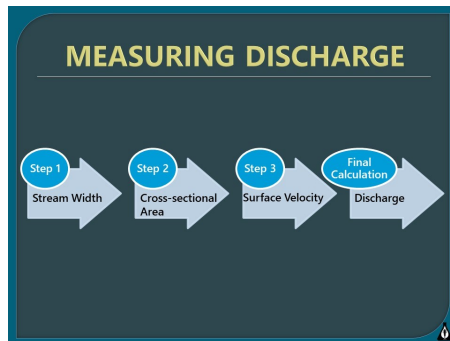 MEASURING DISCHARGE
Step 1
Stream Width
Step 2
Cross-sectional
Area
Step 3
Surface Velocity
Final
Calculation
Discharge